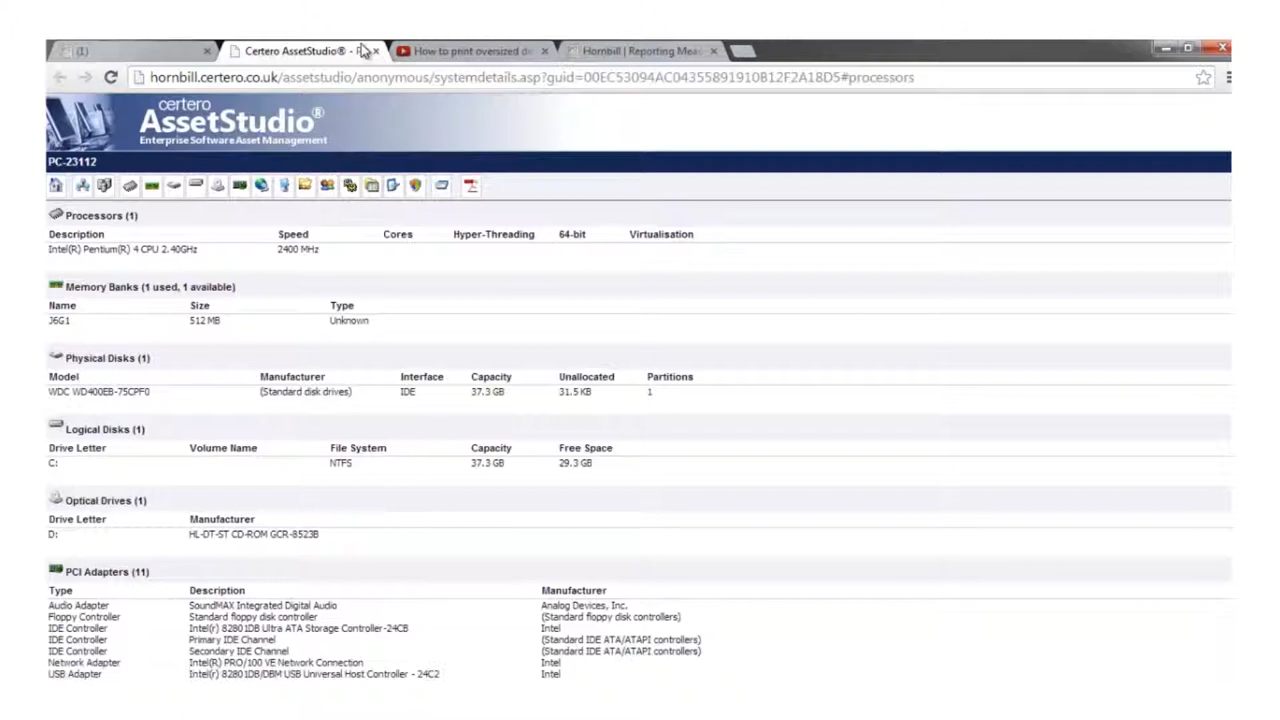 (1) Certero AssetStudio® - P How to print oversized d Hornbill | Reporting Mea
hornbill.certero.co.uk/assetstudio/anonymous/systemdetails.asp?guid=00EC53094AC04355891910B12F2A18D5#processors
certero
AssetStudio®
Enterprise Software Asset Management
PC-23112
Processors (1)
Description Speed Cores Hyper-Threading 64-bit Virtualisation
Intel(R) Pentium(R) 4 CPU 2.40GHz 2400 MHz
Memory Banks (1 used, 1 available)
Name Size Type
J6G1 512 MB Unknown
Physical Disks (1)
Model Manufacturer Interface Capacity Unallocated Partitions
WDC WD400EB-75CPF0 (Standard disk drives) IDE 37.3 GB 31.5 KB 1
Logical Disks (1)
Drive Letter Volume Name File System Capacity Free Space
C: NTFS 37.3 GB 29.3 GB
Optical Drives (1)
Drive Letter Manufacturer
D: HL-DT-ST CD-ROM GCR-8523B
PCI Adapters (11)
Type Description Manufacturer
Audio Adapter SoundMAX Integrated Digital Audio Analog Devices, Inc.
Floppy Controller Standard floppy disk controller (Standard floppy disk controllers)
IDE Controller Intel(r) 82801DB Ultra ATA Storage Controller-24CB Intel
IDE Controller Primary IDE Channel (Standard IDE ATA/ATAPI controllers)
IDE Controller Secondary IDE Channel (Standard IDE ATA/ATAPI controllers)
Network Adapter Intel(R) PRO/100 VE Network Connection Intel
USB Adapter Intel(r) 82801DB/DBM USB Universal Host Controller - 24C2 Intel